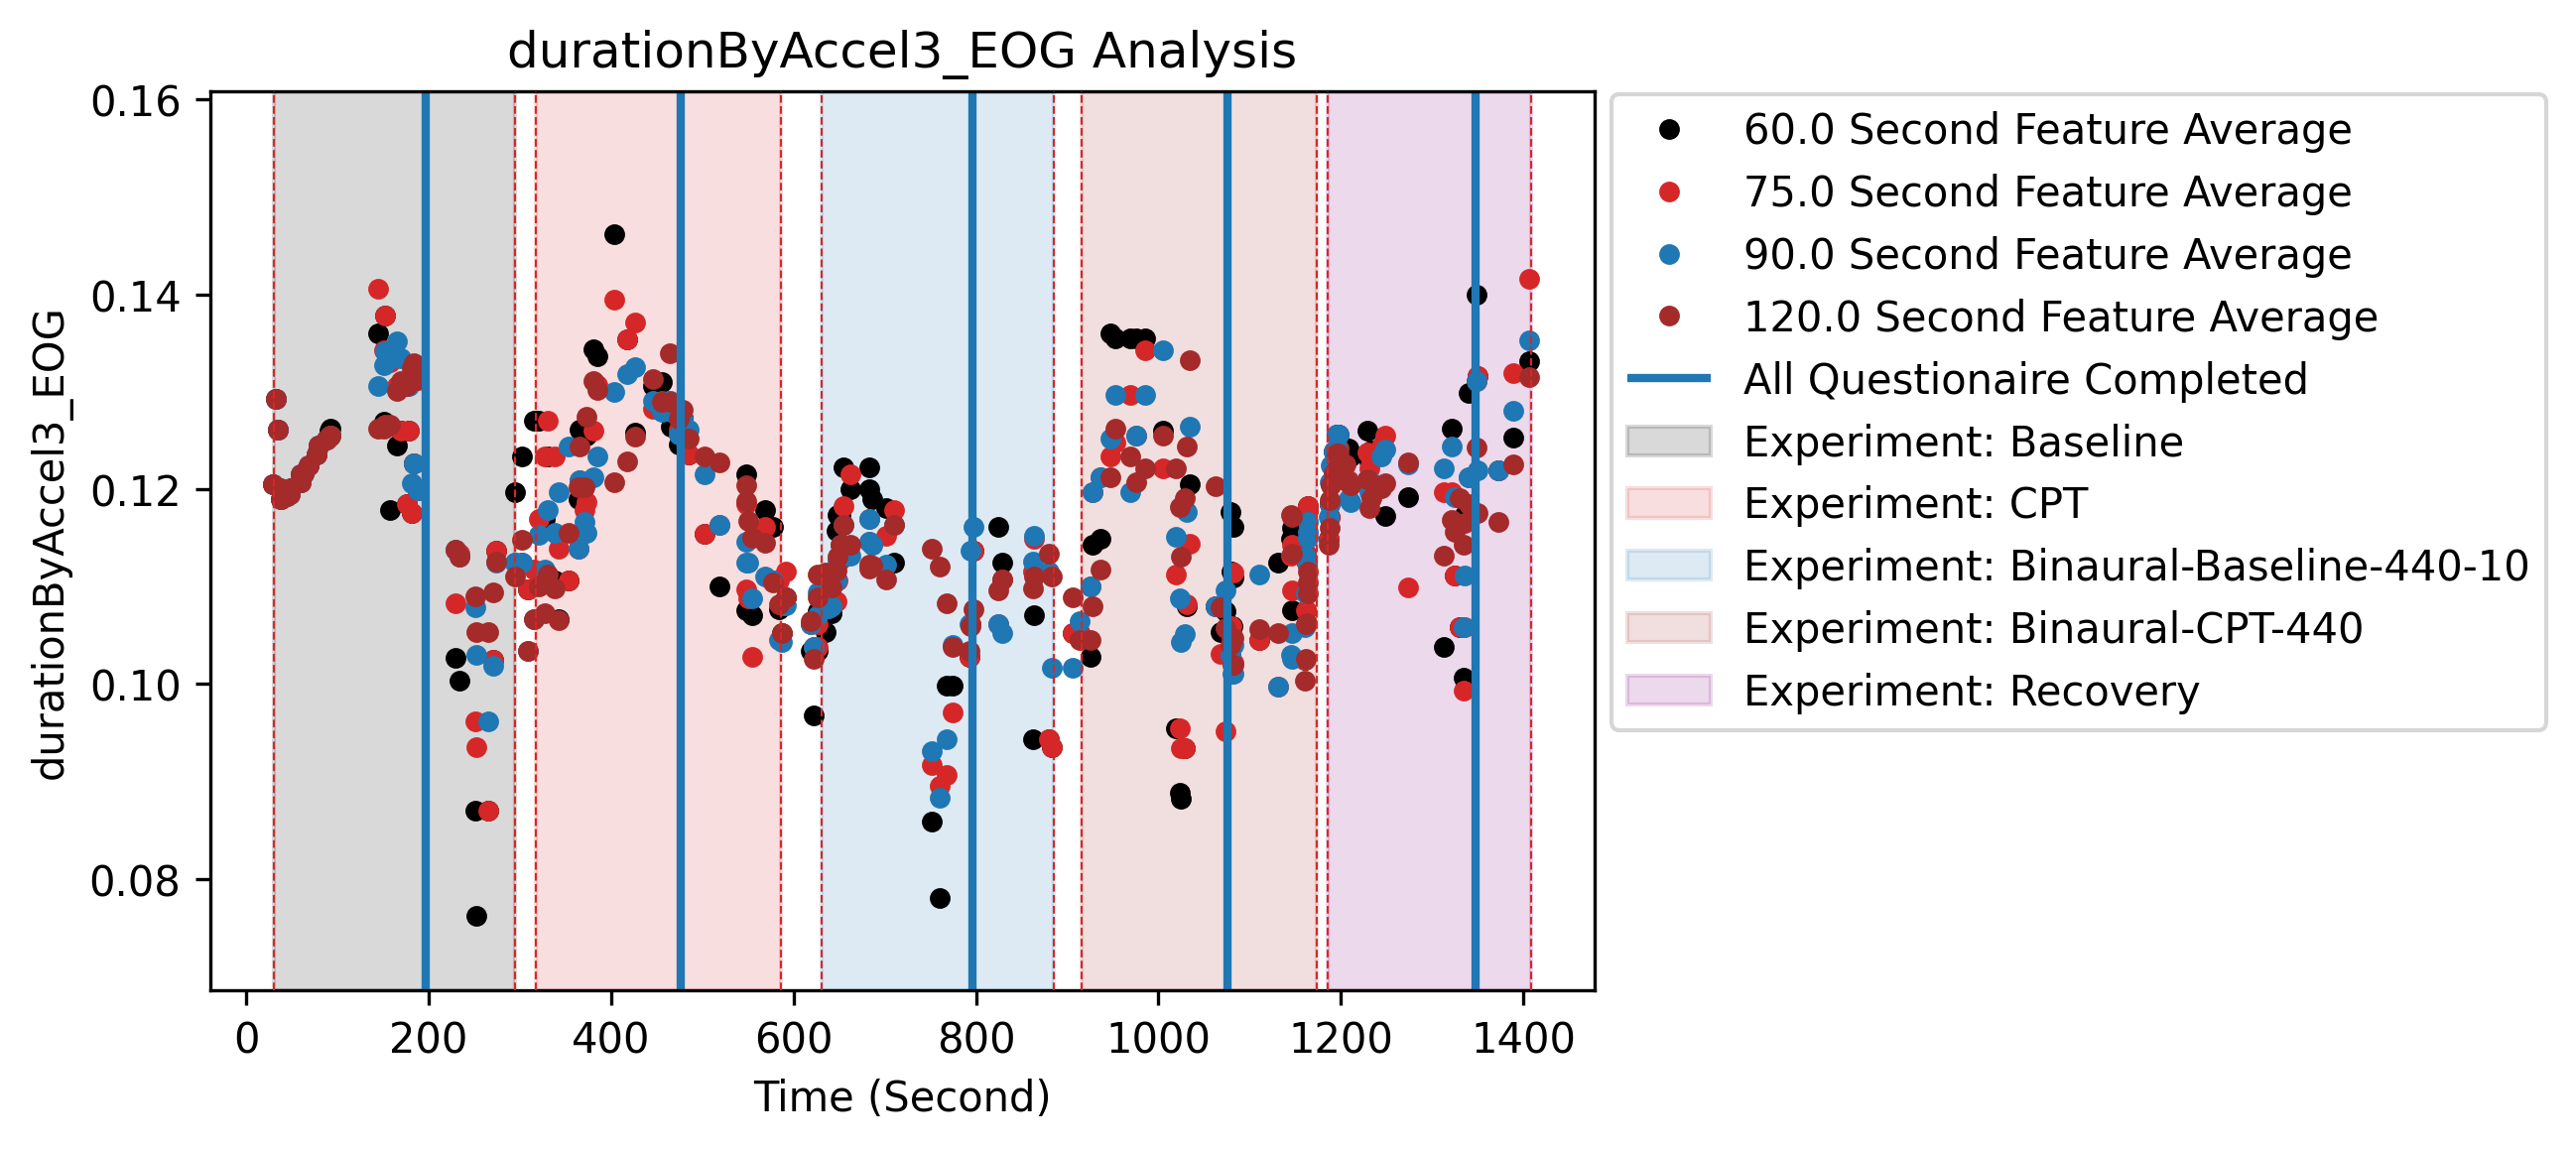 durationByAccel3_EOG Analysis
0.16
0.14
0.12
0.10
0.08
durationByAccel3_EOG
0 200 400 600 800 1000 1200 1400
Time (Second)
60.0 Second Feature Average
75.0 Second Feature Average
90.0 Second Feature Average
120.0 Second Feature Average
All Questionaire Completed
Experiment: Baseline
Experiment: CPT
Experiment: Binaural-Baseline-440-10
Experiment: Binaural-CPT-440
Experiment: Recovery